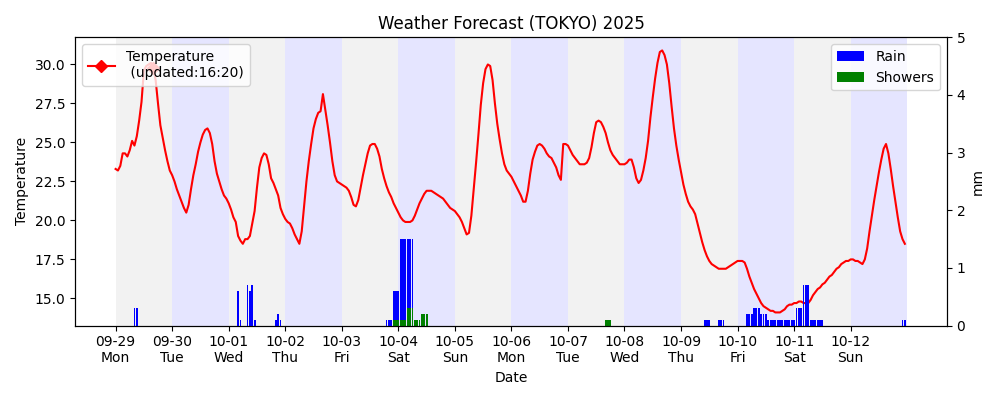 Weather Forecast (TOKYO) 2025
Temperature
(updated:16:20)
Rain
Showers
Temperature
30.0
27.5
25.0
22.5
20.0
17.5
15.0
5
4
3
2
1
0
mm
09-29 09-30 10-01 10-02 10-03 10-04 10-05 10-06 10-07 10-08 10-09 10-10 10-11 10-12
Mon Tue Wed Thu Fri Sat Sun Mon Tue Wed Thu Fri Sat Sun
Date